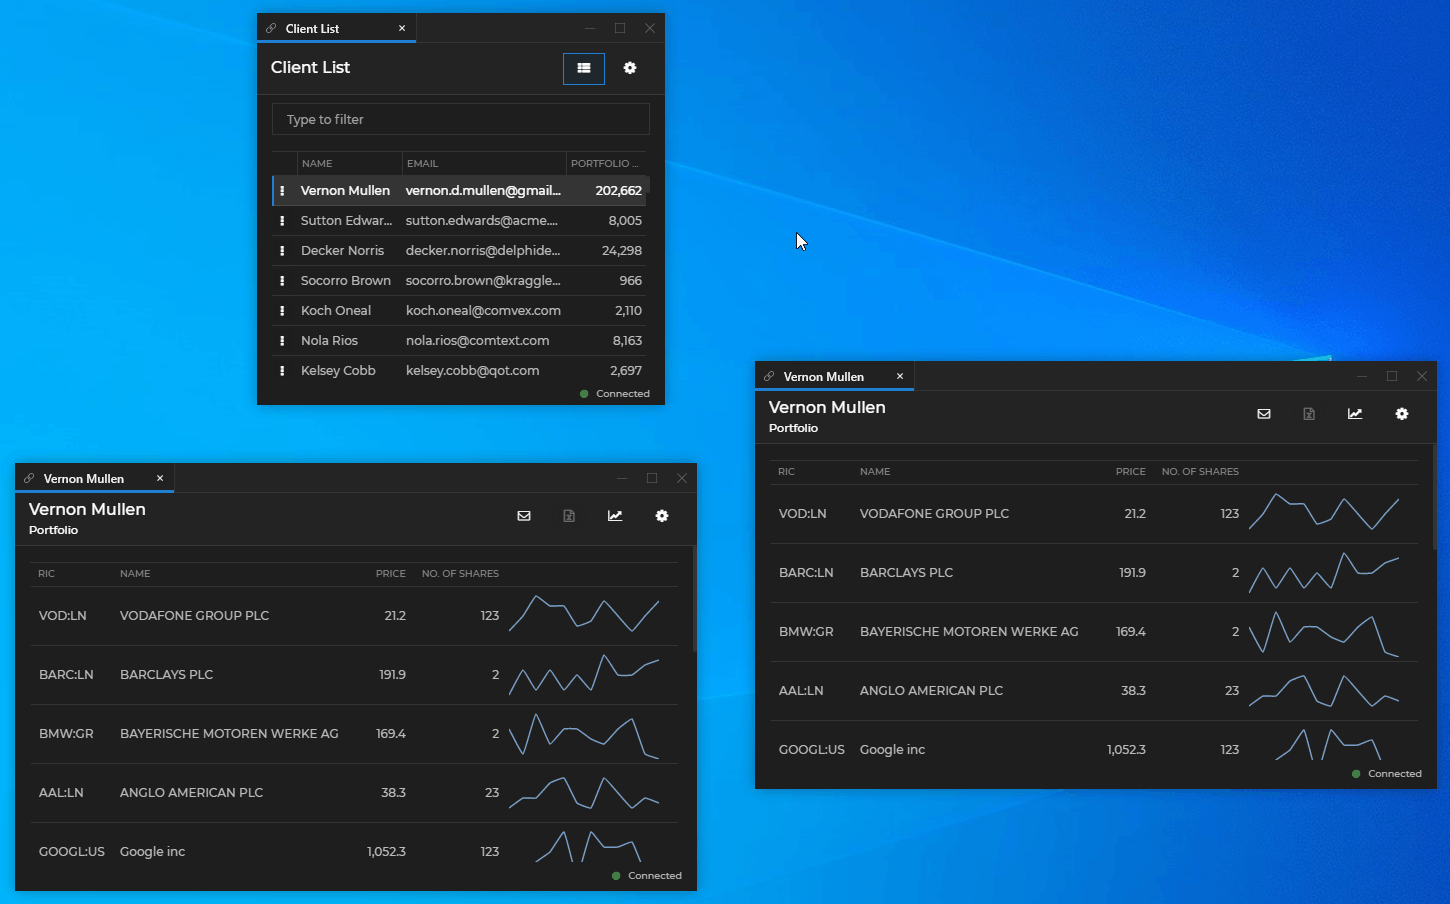 Client List
Client List
Type to filter
NAME EMAIL PORTFOLIO ...
Vernon Mullen vernon.d.mullen@gmail... 202,662
Sutton Edwar... sutton.edwards@acme.... 8,005
Decker Norris decker.norris@delphide... 24,298
Socorro Brown socorro.brown@kraggle... 966
Koch Oneal koch.oneal@comvex.com 2,110
Nola Rios nola.rios@comtext.com 8,163
Kelsey Cobb kelsey.cobb@qot.com 2,697
Connected
Vernon Mullen
Vernon Mullen
Portfolio
RIC NAME PRICE NO. OF SHARES
VOD:LN VODAFONE GROUP PLC 21.2 123
BARC:LN BARCLAYS PLC 191.9 2
BMW:GR BAYERISCHE MOTOREN WERKE AG 169.4 2
AAL:LN ANGLO AMERICAN PLC 38.3 23
GOOGL:US Google inc 1,052.3 123
Connected
Vernon Mullen
Vernon Mullen
Portfolio
RIC NAME PRICE NO. OF SHARES
VOD:LN VODAFONE GROUP PLC 21.2 123
BARC:LN BARCLAYS PLC 191.9 2
BMW:GR BAYERISCHE MOTOREN WERKE AG 169.4 2
AAL:LN ANGLO AMERICAN PLC 38.3 23
GOOGL:US Google inc 1,052.3 123
Connected